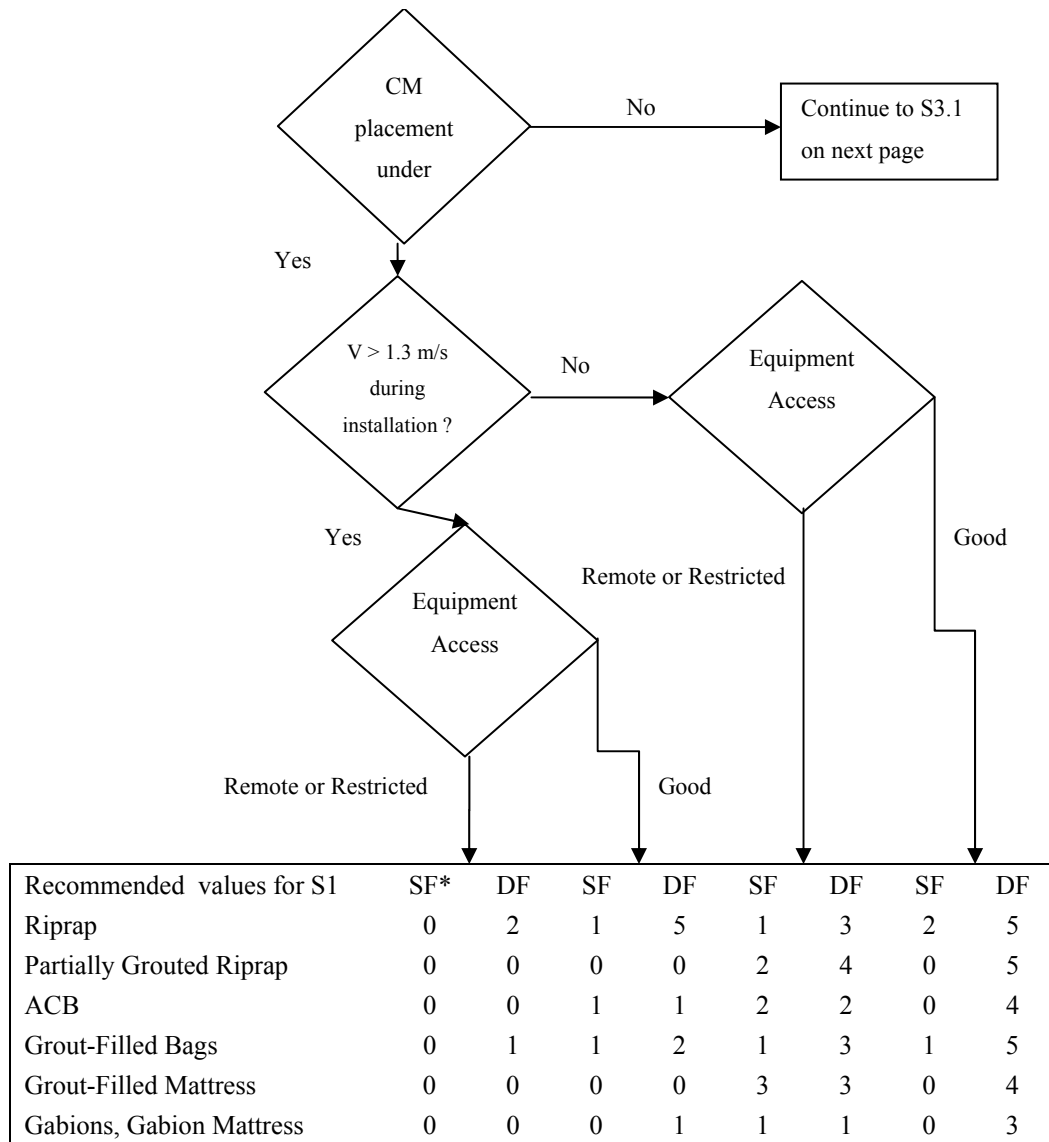 CM
placement
under
No
Continue to S3.1
on next page
Yes
V > 1.3 m/s
during
installation ?
No
Equipment
Access
Yes
Good
Remote or Restricted
Equipment
Access
Remote or Restricted
Good
Recommended values for S1 SF* DF SF DF SF DF SF DF
Riprap 0 2 1 5 1 3 2 5
Partially Grouted Riprap 0 0 0 0 2 4 0 5
ACB 0 0 1 1 2 2 0 4
Grout-Filled Bags 0 1 1 2 1 3 1 5
Grout-Filled Mattress 0 0 0 0 3 3 0 4
Gabions, Gabion Mattress 0 0 0 1 1 1 0 3